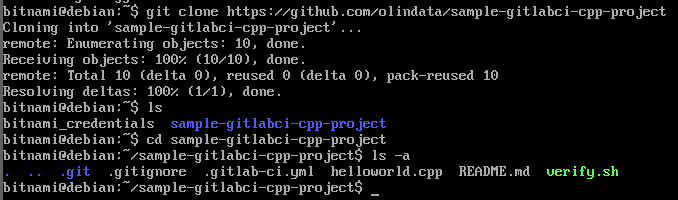 bitnami@debian:~$ git clone https://github.com/olindata/sample-gitlabci-cpp-project
Cloning into 'sample-gitlabci-cpp-project'...
remote: Enumerating objects: 10, done.
Receiving objects: 100% (10/10), done.
remote: Total 10 (delta 0), reused 0 (delta 0), pack-reused 10
Resolving deltas: 100% (1/1), done.
bitnami@debian:~$ ls
bitnami_credentials  sample-gitlabci-cpp-project
bitnami@debian:~$ cd sample-gitlabci-cpp-project
bitnami@debian:~/sample-gitlabci-cpp-project$ ls -a
.  ..  .git  .gitignore  .gitlab-ci.yml  helloworld.cpp  README.md  verify.sh
bitnami@debian:~/sample-gitlabci-cpp-project$ _